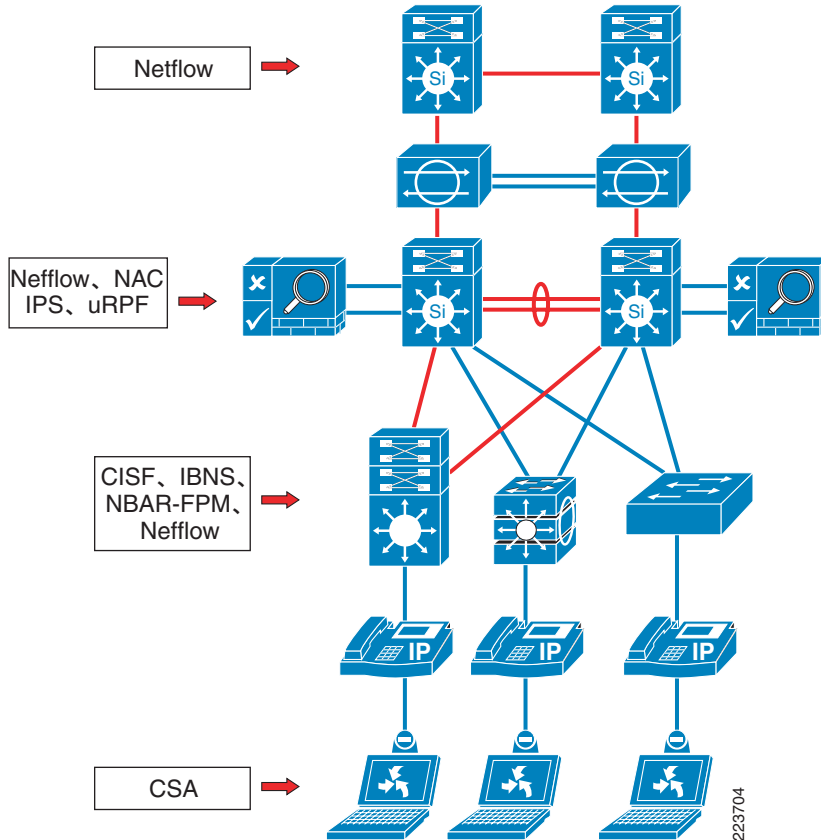 Netflow
Si
Si
Nefflow、NAC
IPS、uRPF
Si
Si
CISF、IBNS、
NBAR-FPM、
Nefflow
IP
IP
IP
CSA
223704